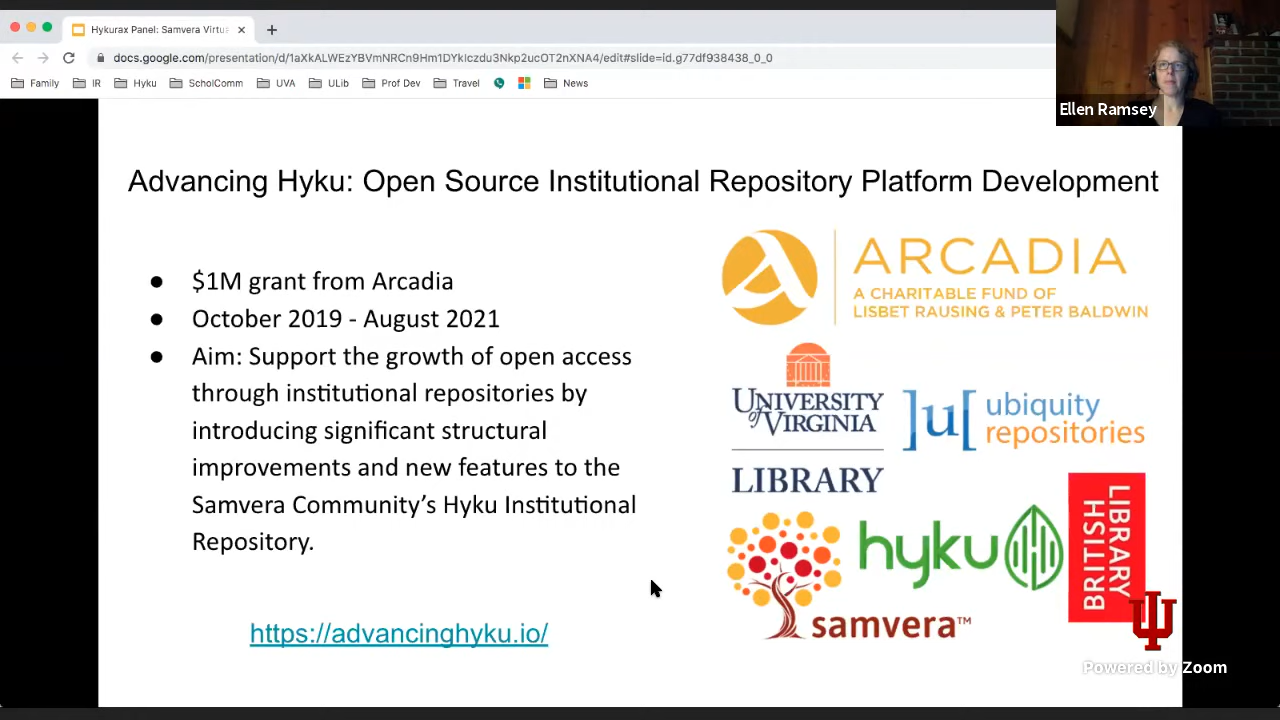 Hykurax Panel: Samvera Virtu
docs.google.com/presentation/d/1aXkALWEzYBVmNRCn9Hm1DYkIczdu3Nkp2ucOT2nXNA4/edit#slide=id.g77df938438_0_0
Family IR Hyku ScholComm UVA ULib Prof Dev Travel News
Ellen Ramsey
Advancing Hyku: Open Source Institutional Repository Platform Development
● $1M grant from Arcadia
● October 2019 - August 2021
● Aim: Support the growth of open access
through institutional repositories by
introducing significant structural
improvements and new features to the
Samvera Community’s Hyku Institutional
Repository.
https://advancinghyku.io/
ARCADIA
A CHARITABLE FUND OF
LISBET RAUSING & PETER BALDWIN
UNIVERSITY
of VIRGINIA
LIBRARY
]u[ ubiquity
repositories
hyku
samvera™
BRITISH
LIBRARY
Powered by Zoom